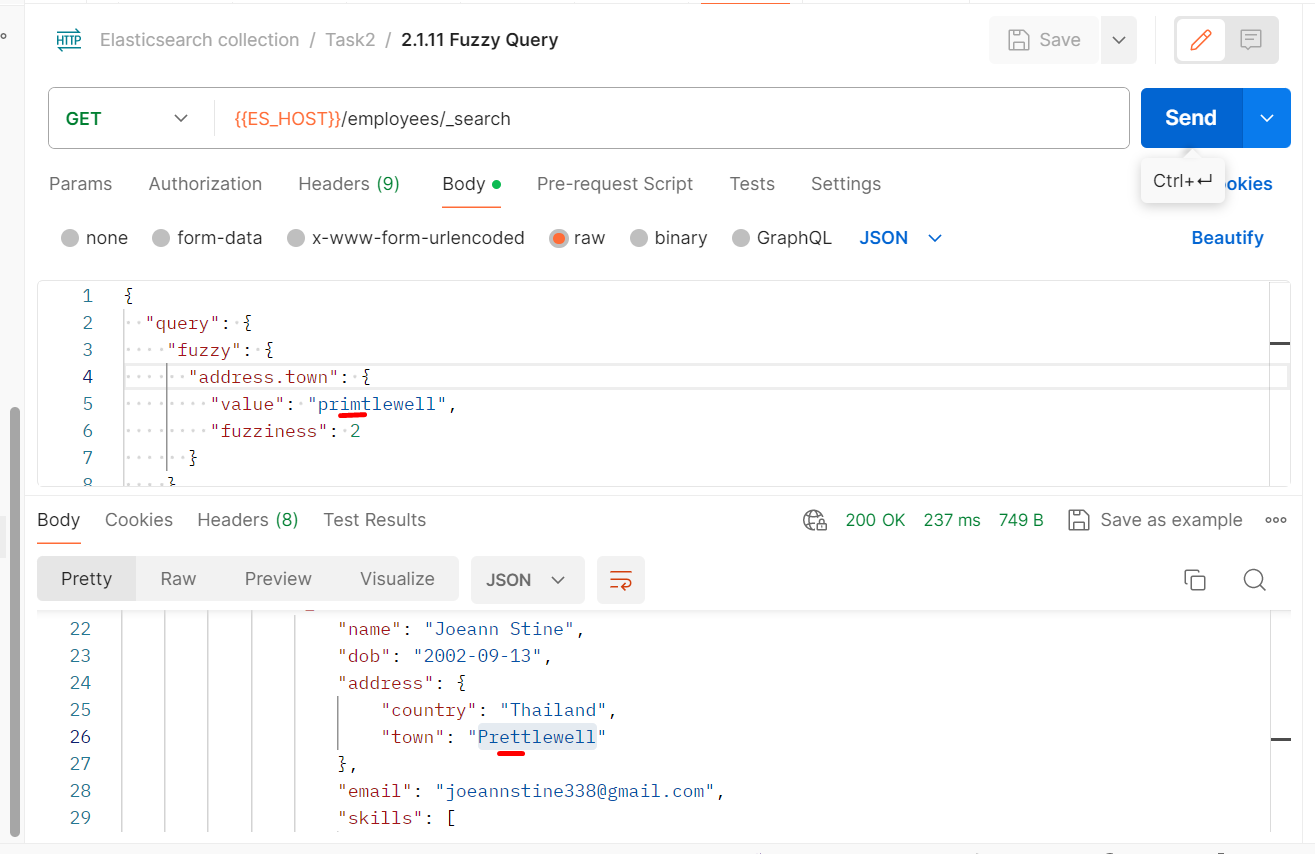 HTTP Elasticsearch collection / Task2 / 2.1.11 Fuzzy Query Save
GET {{ES_HOST}}/employees/_search Send
Params Authorization Headers (9) Body Pre-request Script Tests Settings Ctrl+↵ okies
none form-data x-www-form-urlencoded raw binary GraphQL JSON Beautify
1 {
2 "query": {
3 "fuzzy": {
4 "address.town": {
5 "value": "primtlewell",
6 "fuzziness": 2
7 }
8 }
Body Cookies Headers (8) Test Results 200 OK 237 ms 749 B Save as example
Pretty Raw Preview Visualize JSON
22 "name": "Joeann Stine",
23 "dob": "2002-09-13",
24 "address": {
25 "country": "Thailand",
26 "town": "Prettlewell"
27 },
28 "email": "joeannstine338@gmail.com",
29 "skills": [